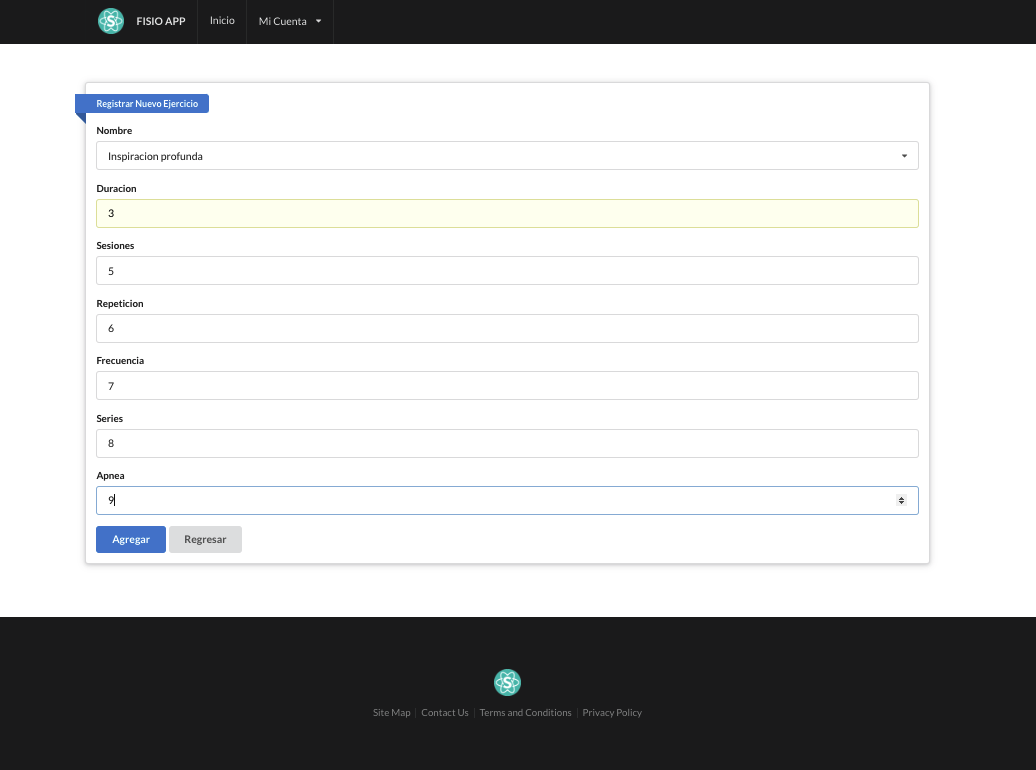 FISIO APP Inicio Mi Cuenta
Registrar Nuevo Ejercicio
Nombre
Inspiracion profunda
Duracion
3
Sesiones
5
Repeticion
6
Frecuencia
7
Series
8
Apnea
9
Agregar Regresar
S
Site Map Contact Us Terms and Conditions Privacy Policy